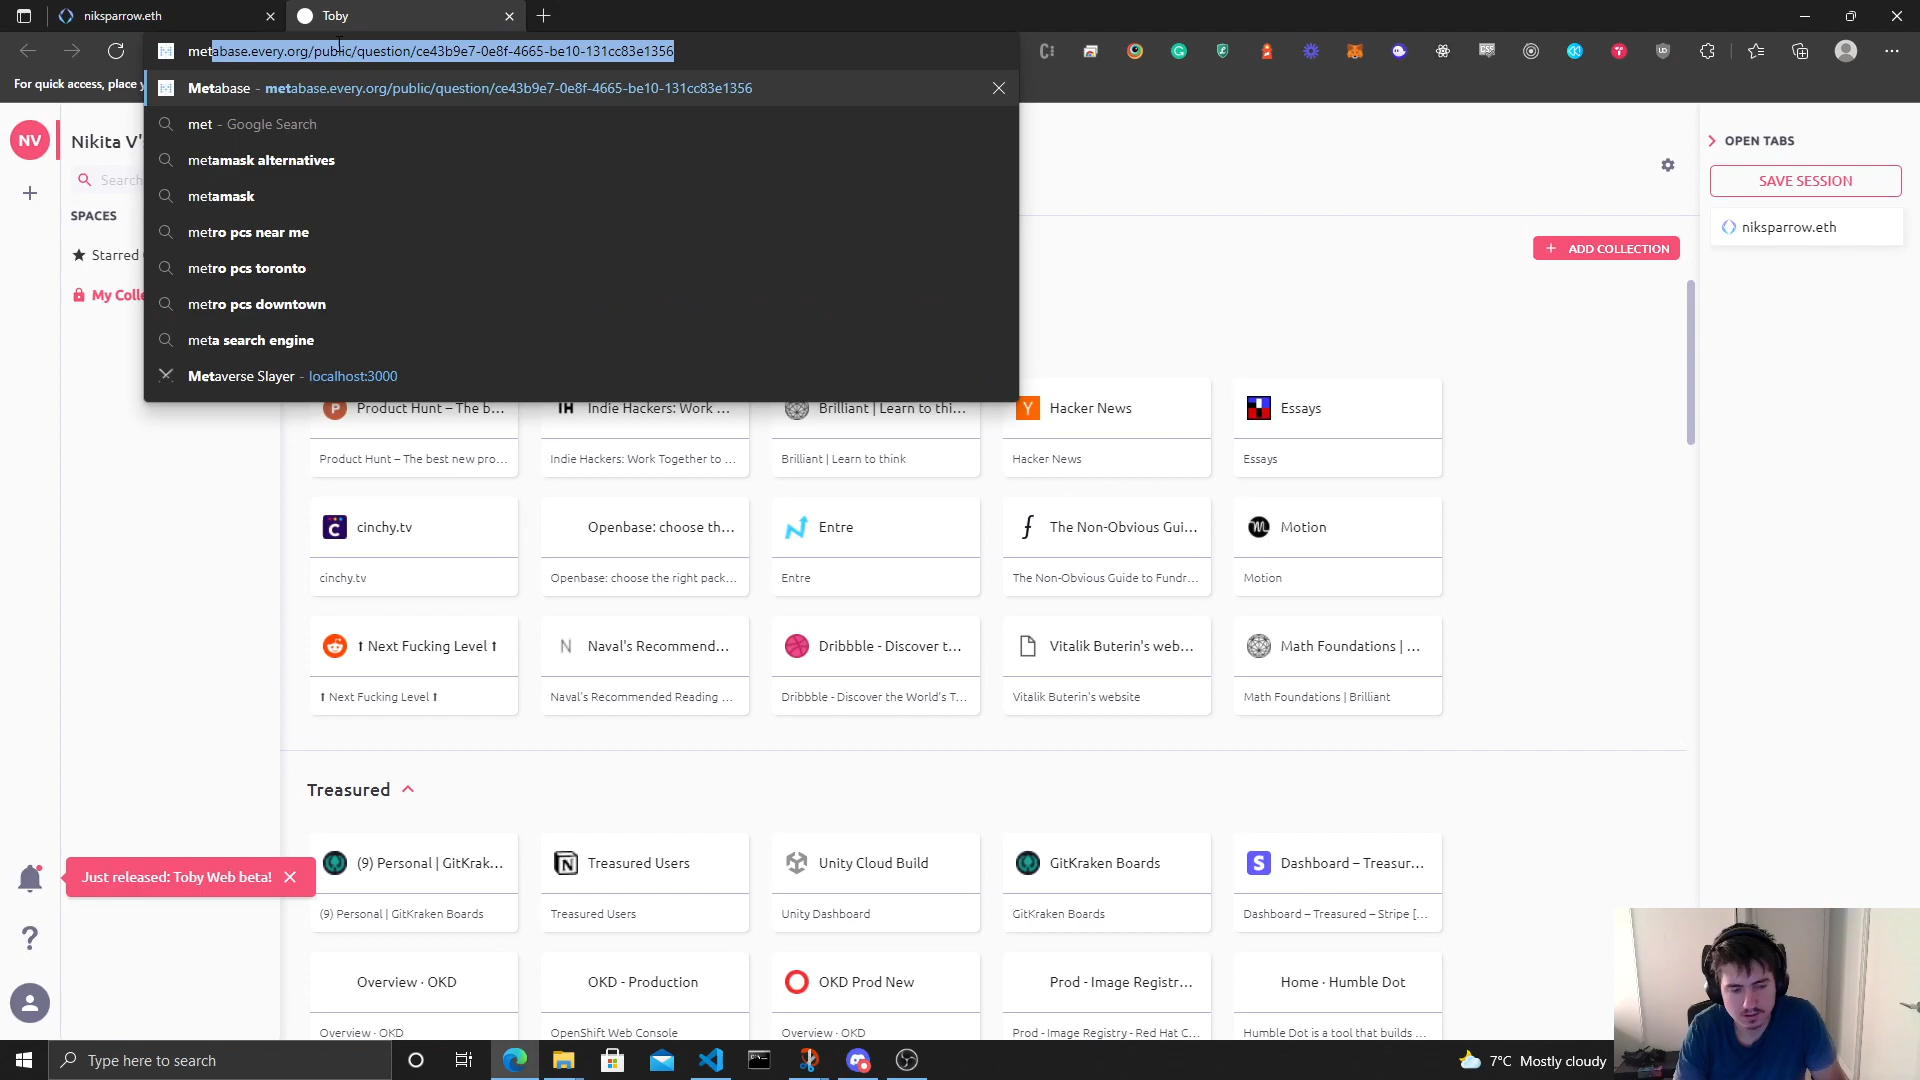 niksparrow.eth
Toby
metabase.every.org/public/question/ce43b9e7-0e8f-4665-be10-131cc83e1356
For quick access, place y
Metabase - metabase.every.org/public/question/ce43b9e7-0e8f-4665-be10-131cc83e1356
met - Google Search
metamask alternatives
metamask
metro pcs near me
metro pcs toronto
metro pcs downtown
meta search engine
Metaverse Slayer - localhost:3000
NV
Nikita V's
Search
SPACES
Starred
My Colle
OPEN TABS
SAVE SESSION
niksparrow.eth
ADD COLLECTION
Product Hunt – The b...
Indie Hackers: Work ...
Brilliant | Learn to thi...
Hacker News
Essays
Product Hunt – The best new pro...
Indie Hackers: Work Together to ...
Brilliant | Learn to think
Hacker News
Essays
cinchy.tv
Openbase: choose th...
Entre
The Non-Obvious Gui...
Motion
cinchy.tv
Openbase: choose the right pack...
Entre
The Non-Obvious Guide to Fundr...
Motion
⬆ Next Fucking Level ⬆
Naval's Recommend...
Dribbble - Discover t...
Vitalik Buterin's web...
Math Foundations | ...
⬆ Next Fucking Level ⬆
Naval's Recommended Reading ...
Dribbble - Discover the World's T...
Vitalik Buterin's website
Math Foundations | Brilliant
Treasured
(9) Personal | GitKrak...
Treasured Users
Unity Cloud Build
GitKraken Boards
Dashboard – Treasur...
Just released: Toby Web beta!
(9) Personal | GitKraken Boards
Treasured Users
Unity Dashboard
GitKraken Boards
Dashboard – Treasured – Stripe [...
Overview · OKD
OKD - Production
OKD Prod New
Prod - Image Registr...
Home · Humble Dot
Overview · OKD
OpenShift Web Console
Overview · OKD
Prod - Image Registry - Red Hat C...
Humble Dot is a tool that builds ...
Type here to search
7°C Mostly cloudy